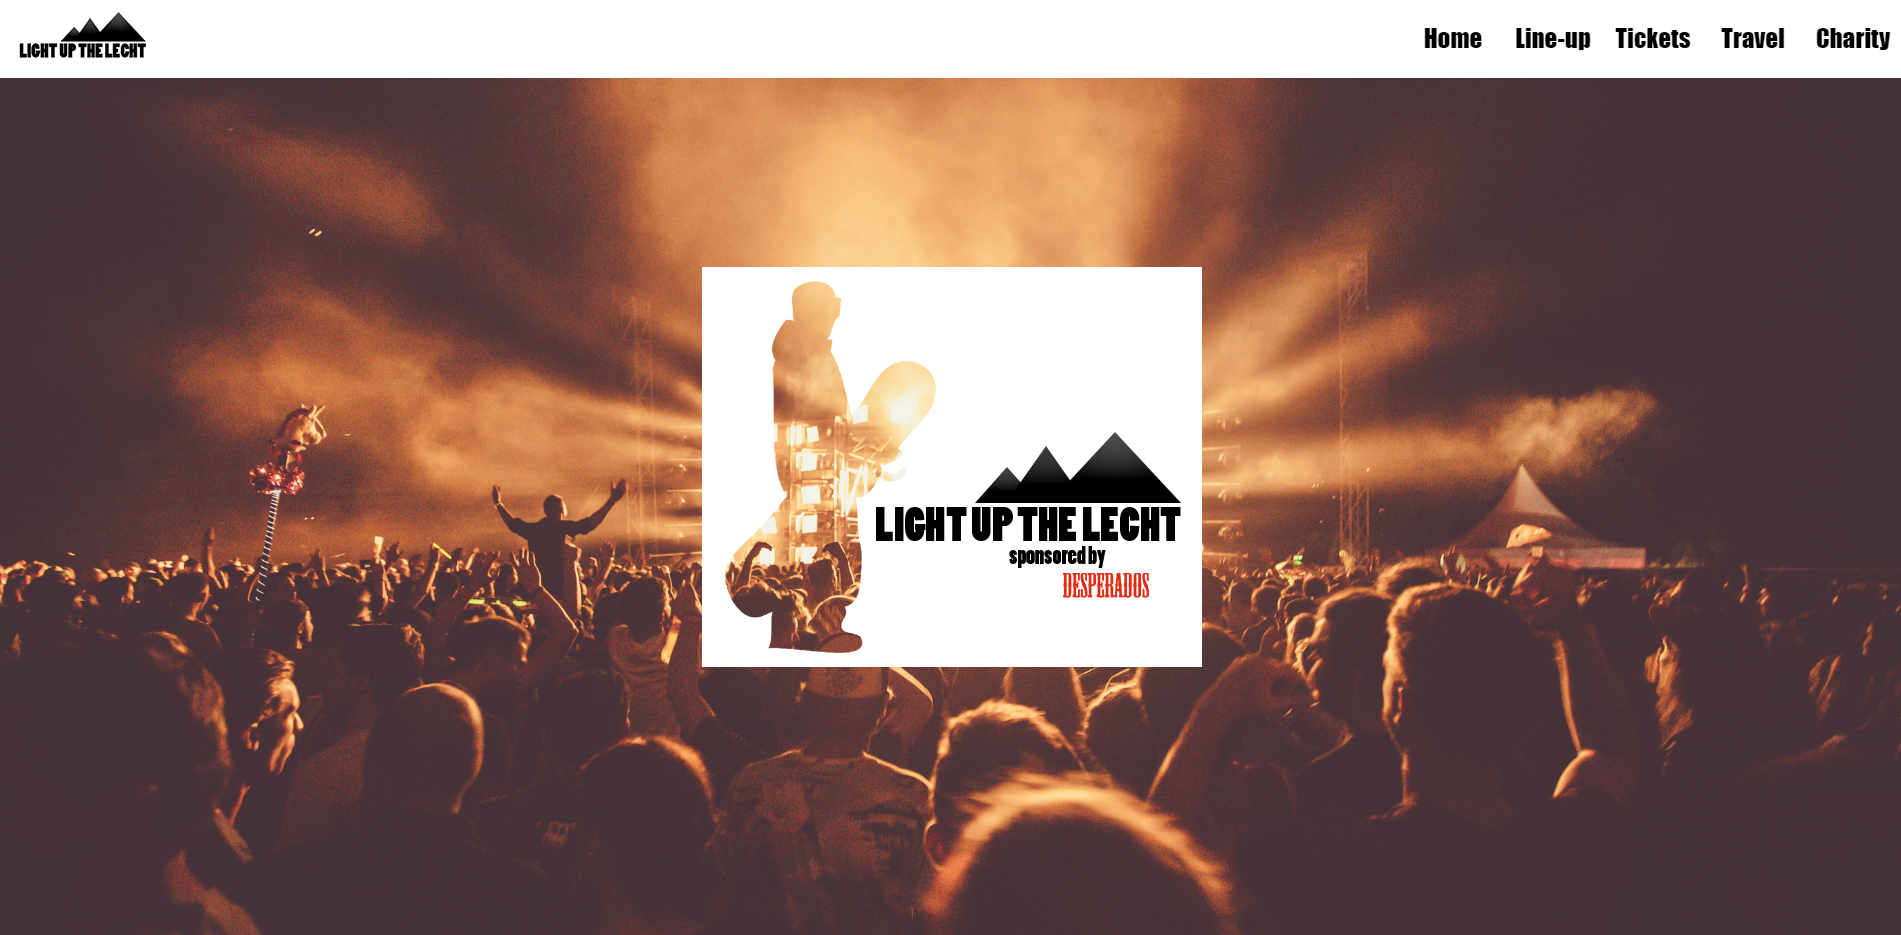 LIGHT UP THE LECHT
Home Line-up Tickets Travel Charity
LIGHT UP THE LECHT
sponsored by
DESPERADOS